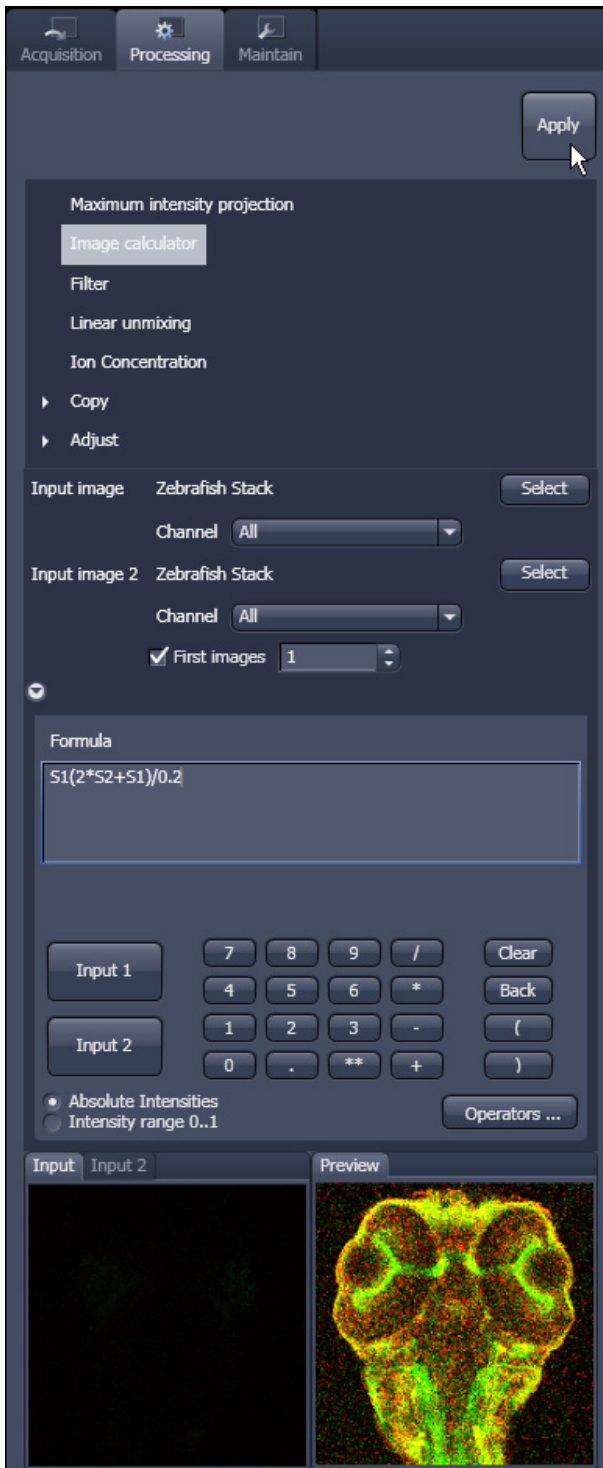 Acquisition Processing Maintain
Apply
Maximum intensity projection
Image calculator
Filter
Linear unmixing
Ion Concentration
Copy
Adjust
Input image Zebrafish Stack Select
Channel All
Input image 2 Zebrafish Stack Select
Channel All
First images 1
Formula
S1(2*S2+S1)/0.2
Input 1
Input 2
7 8 9 / Clear
4 5 6 * Back
1 2 3 - (
0 . ** + )
Absolute Intensities
Intensity range 0..1
Operators ...
Input Input 2 Preview